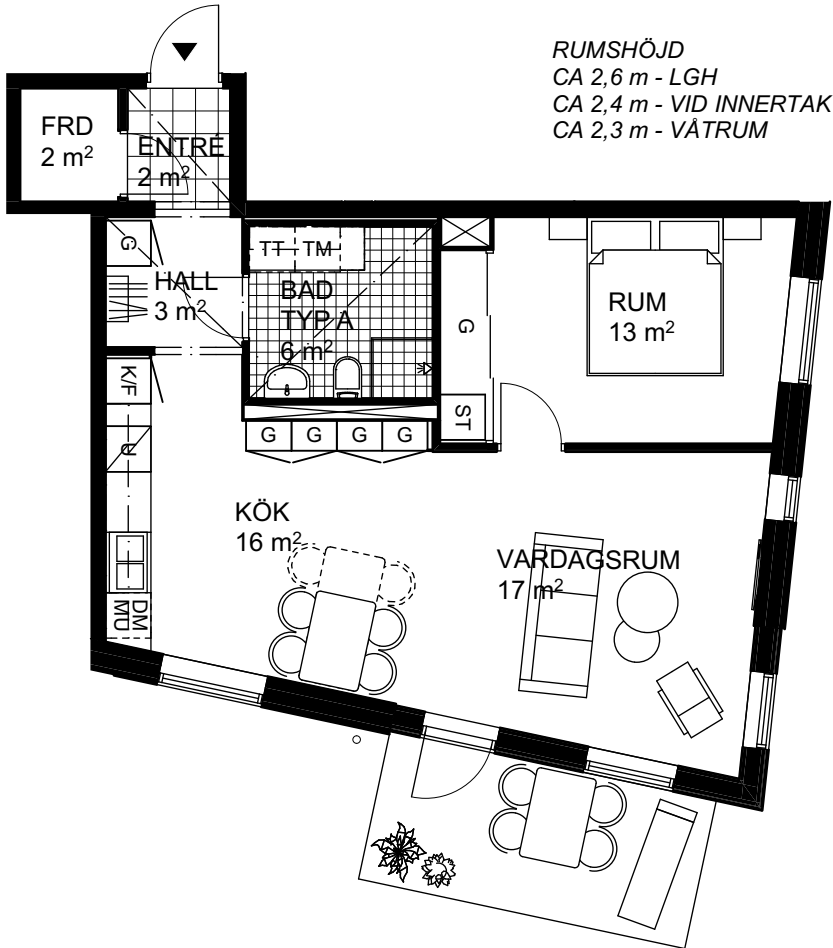 RUMSHÖJD
CA 2,6 m - LGH
CA 2,4 m - VID INNERTAK
CA 2,3 m - VÅTRUM
FRD
2 m²
ENTRÉ
2 m²
G
HALL
3 m²
TT TM
BAD
TYP A
6 m²
G
ST
RUM
13 m²
K/F
U
G G G G
KÖK
16 m²
VARDAGSRUM
17 m²
DM
MU